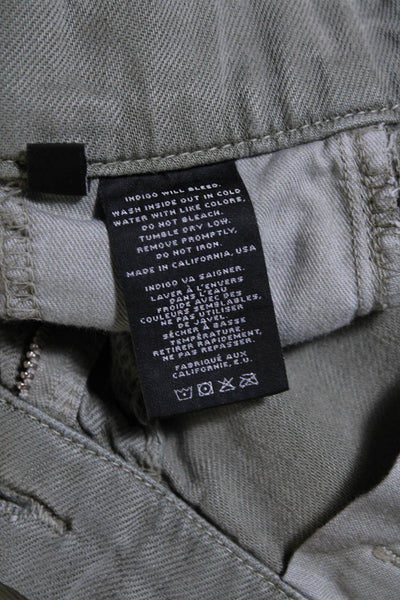 INDIGO WILL BLEED.
WASH INSIDE OUT IN COLD
WATER WITH LIKE COLORS.
DO NOT BLEACH.
TUMBLE DRY LOW.
REMOVE PROMPTLY.
DO NOT IRON.
MADE IN CALIFORNIA, USA
INDIGO VA SAIGNER.
LAVER À L'ENVERS
DANS L'EAU
FROIDE AVEC DES
COULEURS SEMBLABLES.
NE PAS UTILISER
DE JAVEL.
SÉCHER À BASSE
TEMPÉRATURE.
RETIRER RAPIDEMENT,
NE PAS REPASSER.
FABRIQUÉ AUX
CALIFORNIE, É.U.